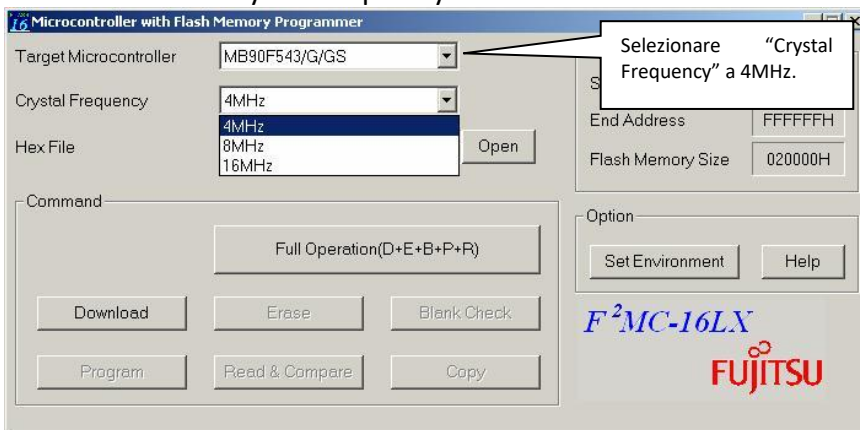 Microcontroller with Flash Memory Programmer
Target Microcontroller MB90F543/G/GS
Selezionare "Crystal
Frequency" a 4MHz.
Crystal Frequency 4MHz
4MHz
8MHz
16MHz
Hex File Open
End Address FFFFFFH
Flash Memory Size 020000H
Command
Full Operation(D+E+B+P+R)
Download Erase Blank Check
Program Read & Compare Copy
Option
Set Environment Help
F²MC-16LX
FUJITSU